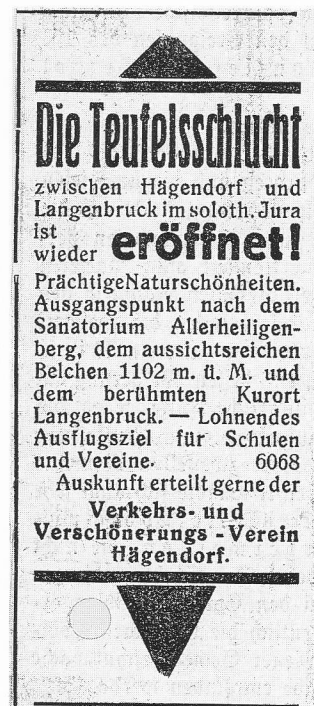 Die Teufelsschlucht
zwischen Hägendorf und
Langenbruck im soloth. Jura
ist
wieder eröffnet!
Prächtige Naturschönheiten.
Ausgangspunkt nach dem
Sanatorium Allerheiligen-
berg, dem aussichtsreichen
Belchen 1102 m. ü. M. und
dem berühmten Kurort
Langenbruck. — Lohnendes
Ausflugsziel für Schulen
und Vereine. 6068
Auskunft erteilt gerne der
Verkehrs- und
Verschönerungs-Verein
Hägendorf.